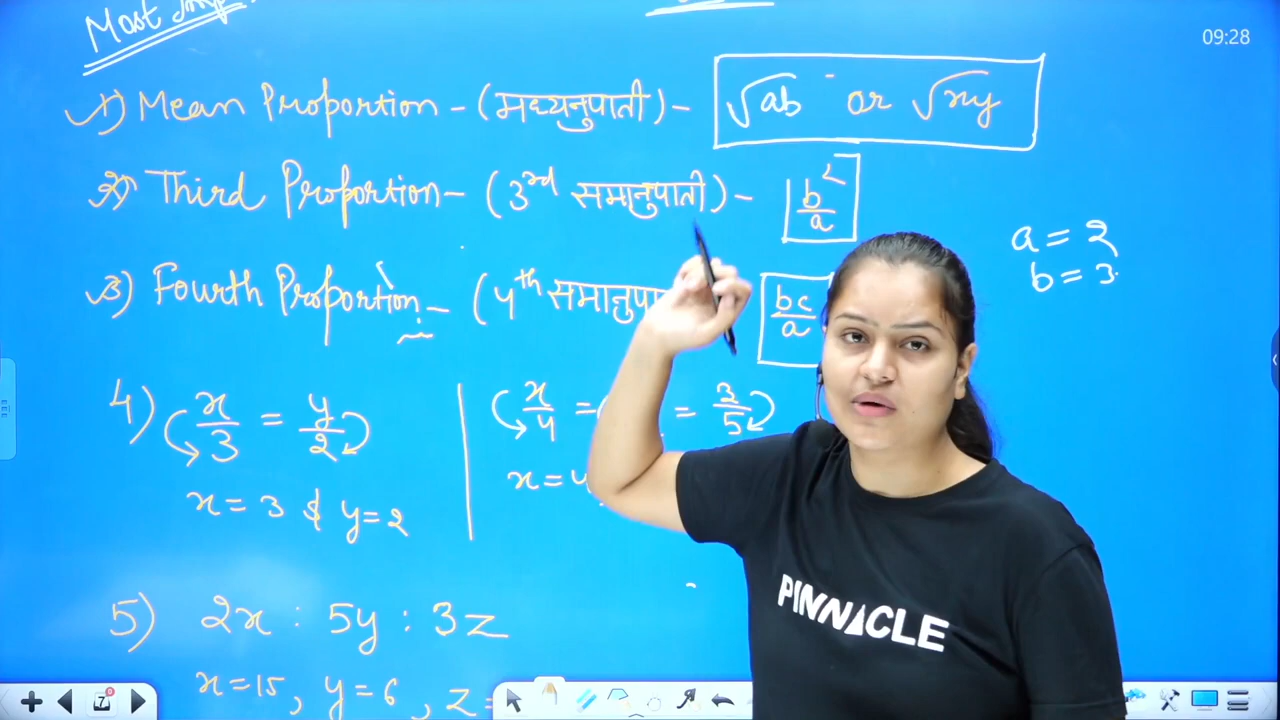 Most Imp
09:28
1) Mean Proportion - (मध्यनुपाती) - √ab or √xy
2) Third Proportion - (3rd समानुपाती) - b²/a
a = 2
b = 3
3) Fourth Proportion - (4th समानुपा bc/a
4) x/3 = y/2
x/4 = = 3/5
x = 3 & y = 2
x = 4
5) 2x : 5y : 3z
x = 15, y = 6, z =
PINNACLE